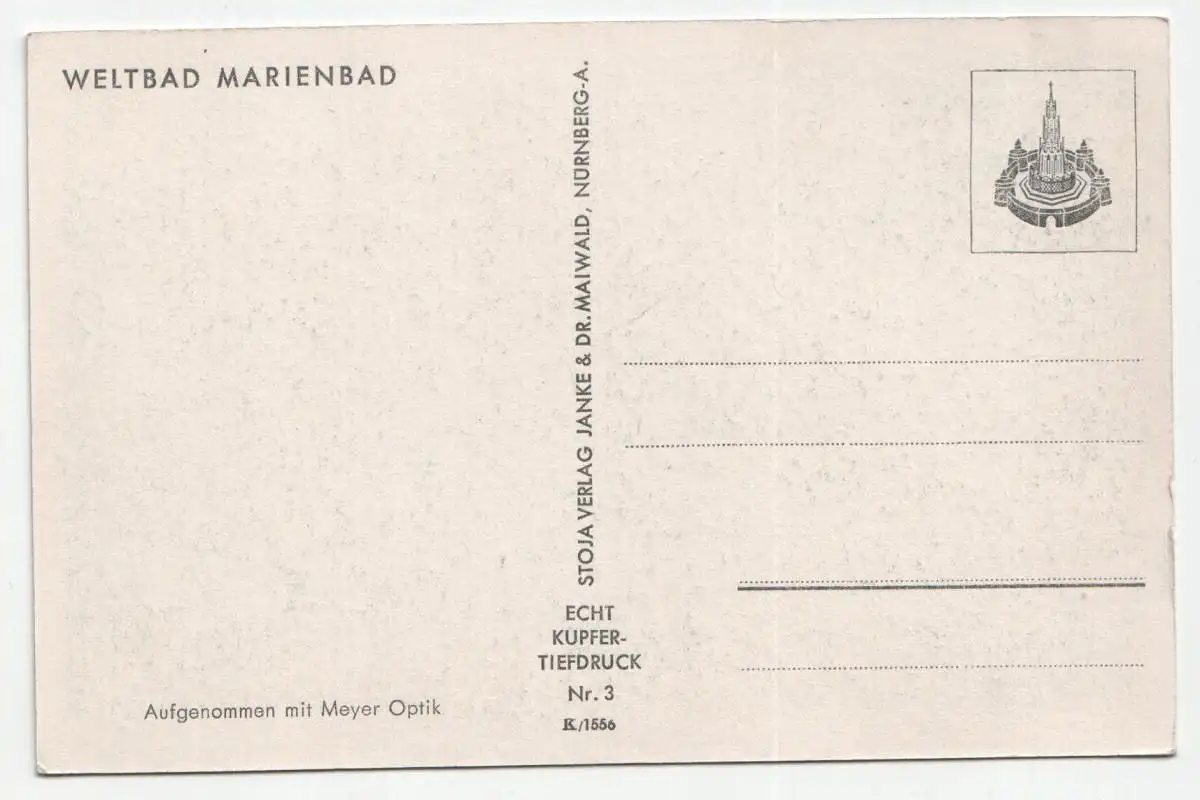 WELTBAD MARIENBAD
STOJA VERLAG JANKE & DR. MAIWALD, NÜRNBERG-A.
ECHT
KUPFER-
TIEFDRUCK
Nr. 3
K/1556
Aufgenommen mit Meyer Optik